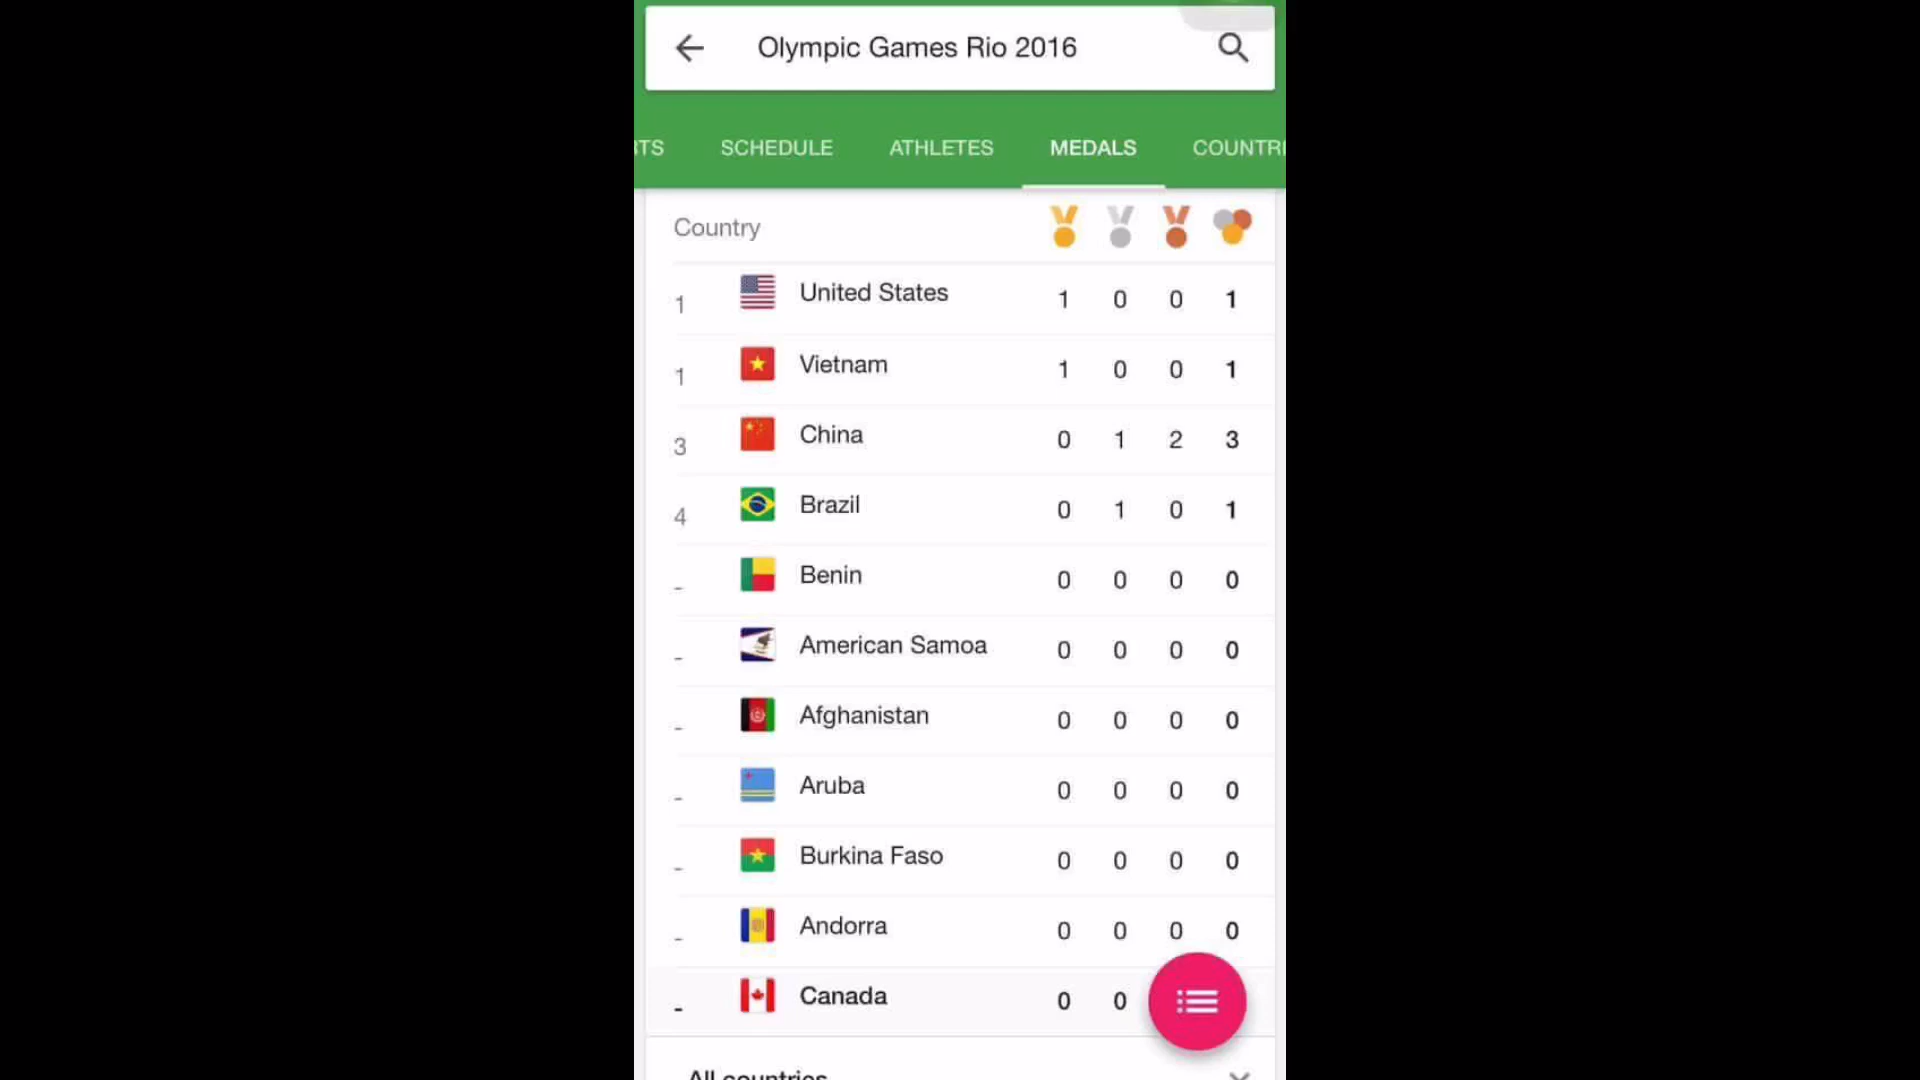 Olympic Games Rio 2016
TS SCHEDULE ATHLETES MEDALS COUNTRI
Country
1 United States 1 0 0 1
1 Vietnam 1 0 0 1
3 China 0 1 2 3
4 Brazil 0 1 0 1
- Benin 0 0 0 0
- American Samoa 0 0 0 0
- Afghanistan 0 0 0 0
- Aruba 0 0 0 0
- Burkina Faso 0 0 0 0
- Andorra 0 0 0 0
- Canada 0 0
All countries